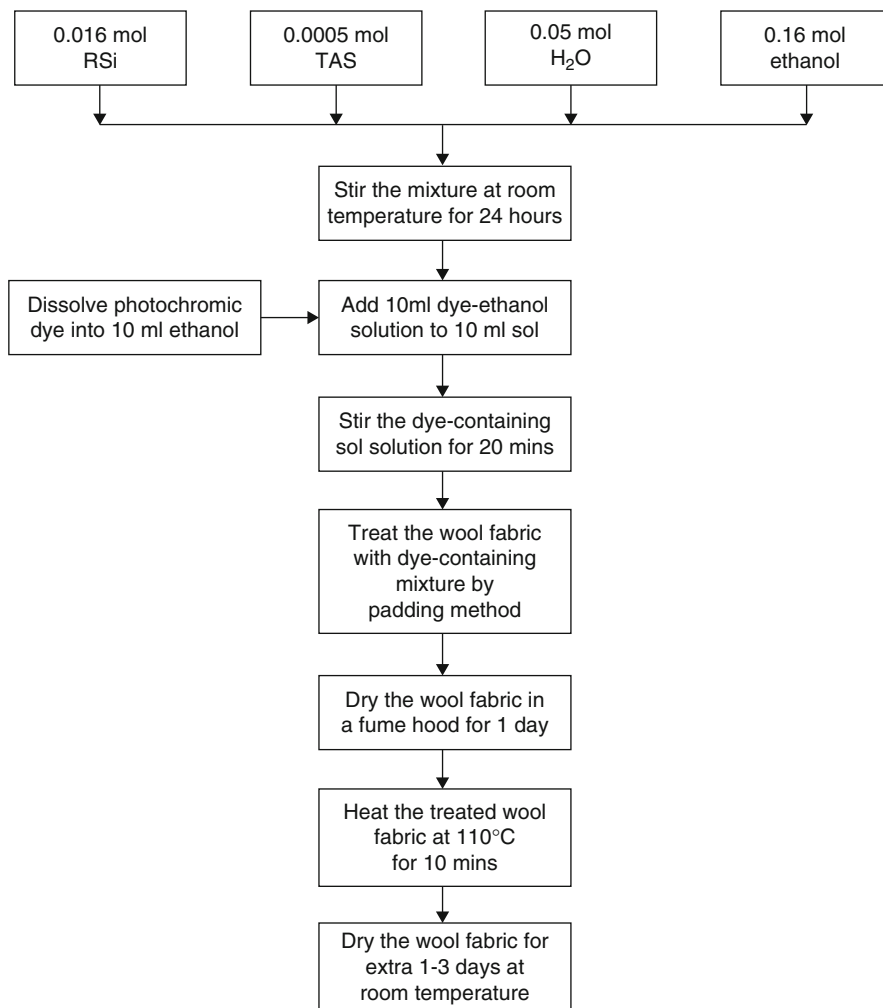 0.016 mol
RSi
0.0005 mol
TAS
0.05 mol
H₂O
0.16 mol
ethanol
Stir the mixture at room
temperature for 24 hours
Dissolve photochromic
dye into 10 ml ethanol
Add 10ml dye-ethanol
solution to 10 ml sol
Stir the dye-containing
sol solution for 20 mins
Treat the wool fabric
with dye-containing
mixture by
padding method
Dry the wool fabric in
a fume hood for 1 day
Heat the treated wool
fabric at 110°C
for 10 mins
Dry the wool fabric for
extra 1-3 days at
room temperature